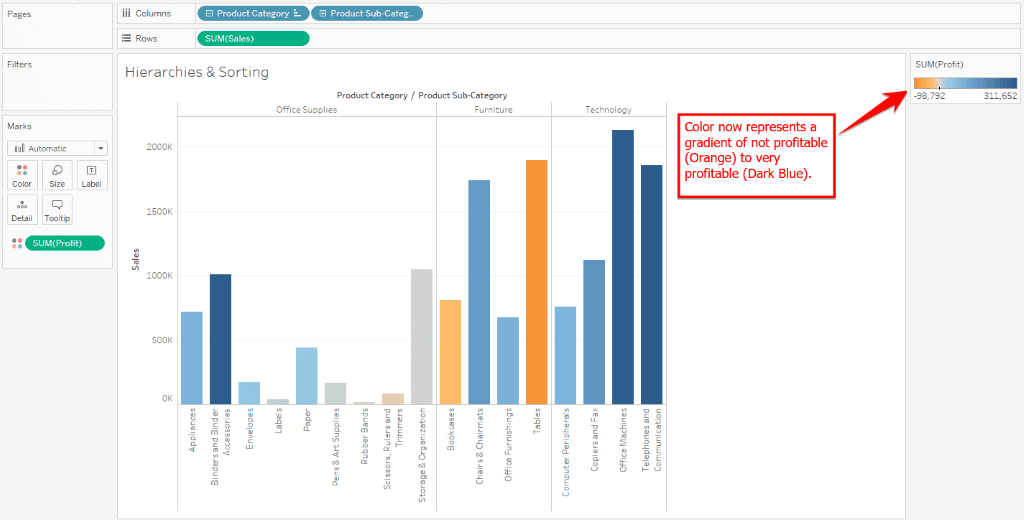 Pages
Columns
Product Category
Product Sub-Categ..
Rows
SUM(Sales)
Filters
Marks
Automatic
Color
Size
Label
Detail
Tooltip
SUM(Profit)
Hierarchies & Sorting
Product Category / Product Sub-Category
Office Supplies
Furniture
Technology
Sales
2000K
1500K
1000K
500K
0K
Appliances
Binders and Binder
Accessories
Envelopes
Labels
Paper
Pens & Art Supplies
Rubber Bands
Scissors, Rulers and
Trimmers
Storage & Organization
Bookcases
Chairs & Chairmats
Office Furnishings
Tables
Computer Peripherals
Copiers and Fax
Office Machines
Telephones and
Communication
SUM(Profit)
-98,792
311,652
Color now represents a
gradient of not profitable
(Orange) to very
profitable (Dark Blue).